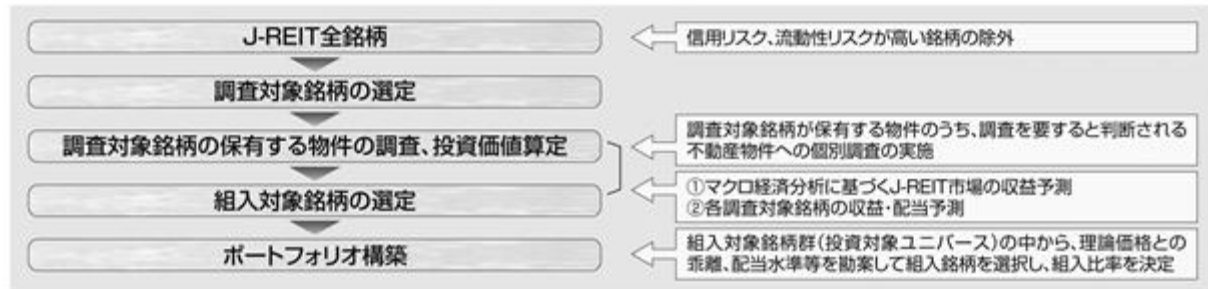 J-REIT全銘柄
信用リスク、流動性リスクが高い銘柄の除外
調査対象銘柄の選定
調査対象銘柄の保有する物件の調査、投資価値算定
調査対象銘柄が保有する物件のうち、調査を要すると判断される
不動産物件への個別調査の実施
組入対象銘柄の選定
①マクロ経済分析に基づくJ-REIT市場の収益予測
②各調査対象銘柄の収益・配当予測
ポートフォリオ構築
組入対象銘柄群(投資対象ユニバース)の中から、理論価格との
乖離、配当水準等を勘案して組入銘柄を選択し、組入比率を決定